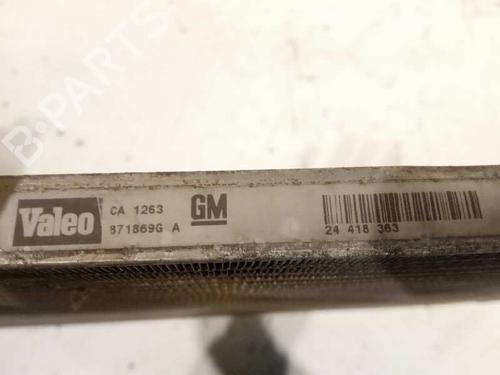 B-PARTS
Valeo
CA 1263
871869G A
GM
24 418 363